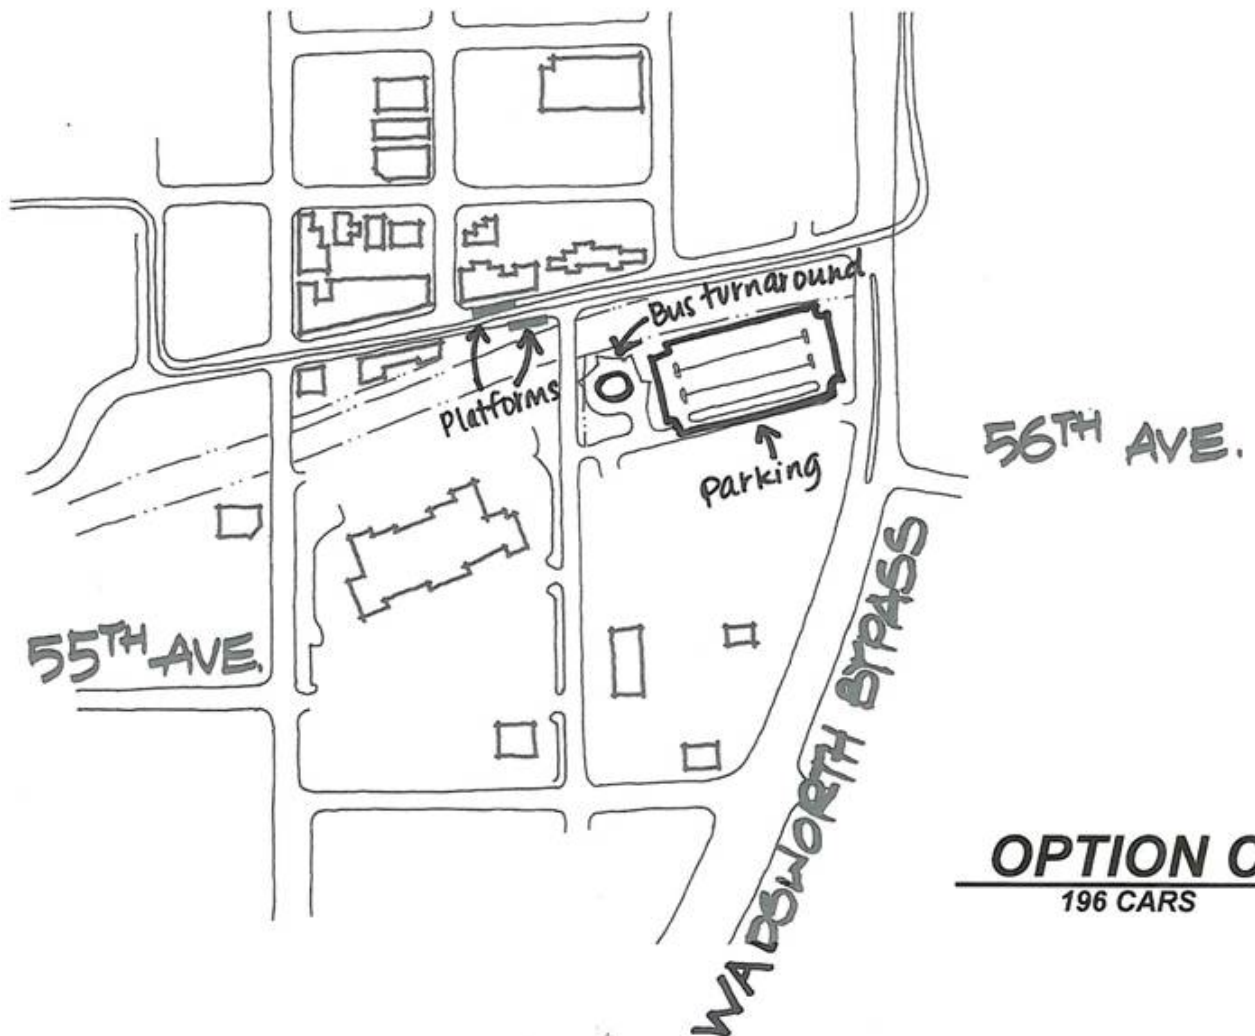 Bus turnaround
Platforms
Parking
56TH AVE.
55TH AVE.
WADSWORTH BYPASS
OPTION C
196 CARS